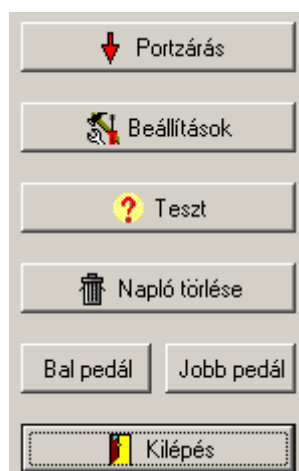 Portzárás
Beállítások
Teszt
Napló törlése
Bal pedál Jobb pedál
Kilépés